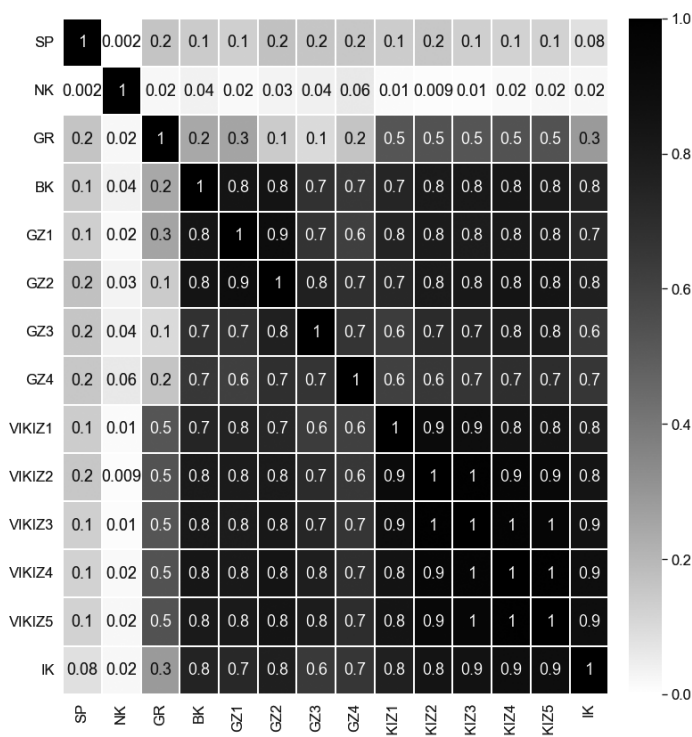 SP 1 0.002 0.2 0.1 0.1 0.2 0.2 0.2 0.1 0.2 0.1 0.1 0.1 0.08
NK 0.002 1 0.02 0.04 0.02 0.03 0.04 0.06 0.01 0.009 0.01 0.02 0.02 0.02
GR 0.2 0.02 1 0.2 0.3 0.1 0.1 0.2 0.5 0.5 0.5 0.5 0.5 0.3
BK 0.1 0.04 0.2 1 0.8 0.8 0.7 0.7 0.7 0.8 0.8 0.8 0.8 0.8
GZ1 0.1 0.02 0.3 0.8 1 0.9 0.7 0.6 0.8 0.8 0.8 0.8 0.8 0.7
GZ2 0.2 0.03 0.1 0.8 0.9 1 0.8 0.7 0.7 0.8 0.8 0.8 0.8 0.8
GZ3 0.2 0.04 0.1 0.7 0.7 0.8 1 0.7 0.6 0.7 0.7 0.8 0.8 0.6
GZ4 0.2 0.06 0.2 0.7 0.6 0.7 0.7 1 0.6 0.6 0.7 0.7 0.7 0.7
VIKIZ1 0.1 0.01 0.5 0.7 0.8 0.7 0.6 0.6 1 0.9 0.9 0.8 0.8 0.8
VIKIZ2 0.2 0.009 0.5 0.8 0.8 0.8 0.7 0.6 0.9 1 1 0.9 0.9 0.8
VIKIZ3 0.1 0.01 0.5 0.8 0.8 0.8 0.7 0.7 0.9 1 1 1 1 0.9
VIKIZ4 0.1 0.02 0.5 0.8 0.8 0.8 0.8 0.7 0.8 0.9 1 1 1 0.9
VIKIZ5 0.1 0.02 0.5 0.8 0.8 0.8 0.8 0.7 0.8 0.9 1 1 1 0.9
IK 0.08 0.02 0.3 0.8 0.7 0.8 0.6 0.7 0.8 0.8 0.9 0.9 0.9 1
SP NK GR BK GZ1 GZ2 GZ3 GZ4 KIZ1 KIZ2 KIZ3 KIZ4 KIZ5 IK
1.0
0.8
0.6
0.4
0.2
0.0